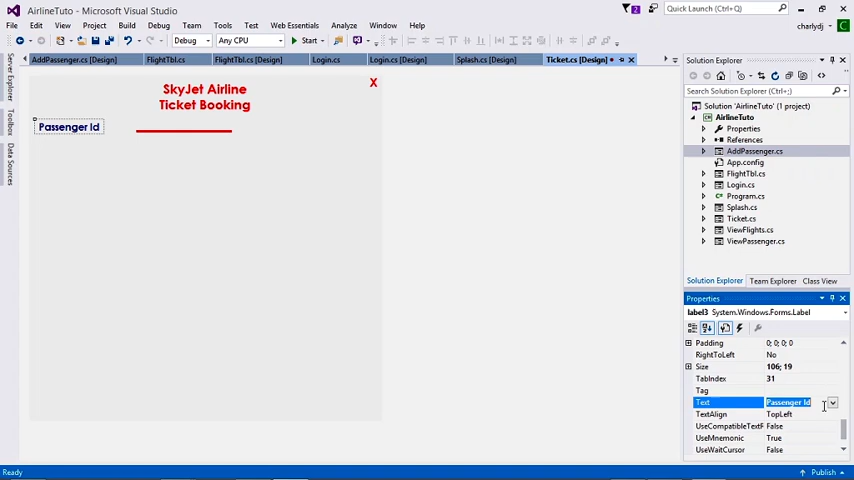 AirlineTuto - Microsoft Visual Studio
2
Quick Launch (Ctrl+Q)
File Edit View Project Build Debug Team Tools Test Web Essentials Analyze Window Help
charlydj
C
Debug Any CPU Start
AddPassenger.cs [Design] FlightTbl.cs FlightTbl.cs [Design] Login.cs Login.cs [Design] Splash.cs [Design] Ticket.cs [Design]
Server Explorer
Toolbox
Data Sources
SkyJet Airline
Ticket Booking
X
Passenger Id
Solution Explorer
Search Solution Explorer (Ctrl+;)
Solution 'AirlineTuto' (1 project)
AirlineTuto
Properties
References
AddPassenger.cs
App.config
FlightTbl.cs
Login.cs
Program.cs
Splash.cs
Ticket.cs
ViewFlights.cs
ViewPassenger.cs
Solution Explorer Team Explorer Class View
Properties
label3 System.Windows.Forms.Label
Padding 0; 0; 0; 0
RightToLeft No
Size 106; 19
TabIndex 31
Tag
Text Passenger Id
TextAlign TopLeft
UseCompatibleTextR False
UseMnemonic True
UseWaitCursor False
Ready
Publish